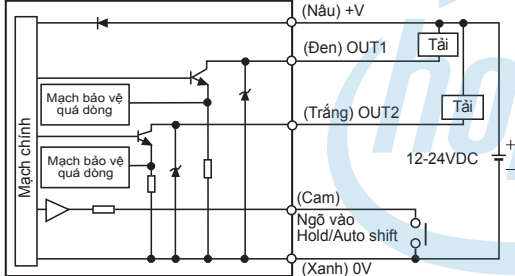 (Nâu) +V
(Đen) OUT1
Tải
Mạch bảo vệ
quá dòng
(Trắng) OUT2
Tải
Mạch chính
Mạch bảo vệ
quá dòng
12-24VDC
+
−
(Cam)
Ngõ vào
Hold/Auto shift
(Xanh) 0V